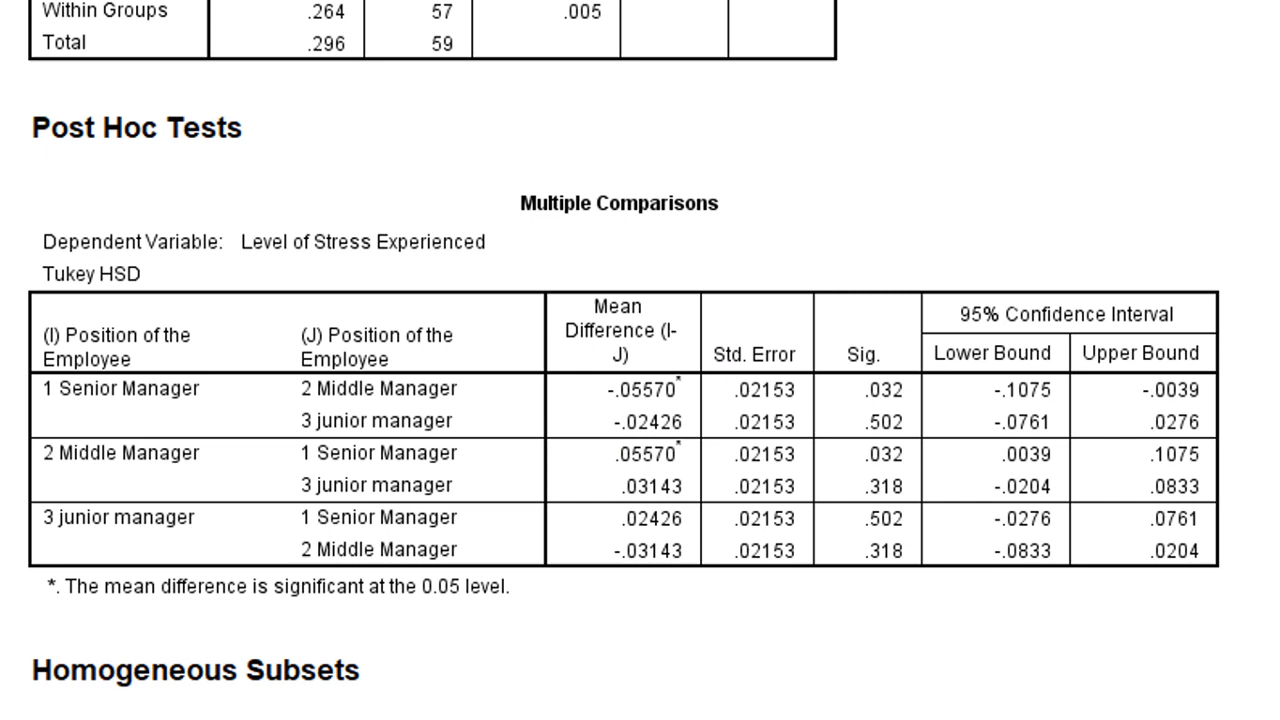 Within Groups .264 57 .005
Total .296 59
Post Hoc Tests
Multiple Comparisons
Dependent Variable: Level of Stress Experienced
Tukey HSD
(I) Position of the Employee (J) Position of the Employee Mean Difference (I-J) Std. Error Sig. 95% Confidence Interval
Lower Bound Upper Bound
1 Senior Manager 2 Middle Manager -.05570* .02153 .032 -.1075 -.0039
3 junior manager -.02426 .02153 .502 -.0761 .0276
2 Middle Manager 1 Senior Manager .05570* .02153 .032 .0039 .1075
3 junior manager .03143 .02153 .318 -.0204 .0833
3 junior manager 1 Senior Manager .02426 .02153 .502 -.0276 .0761
2 Middle Manager -.03143 .02153 .318 -.0833 .0204
*. The mean difference is significant at the 0.05 level.
Homogeneous Subsets